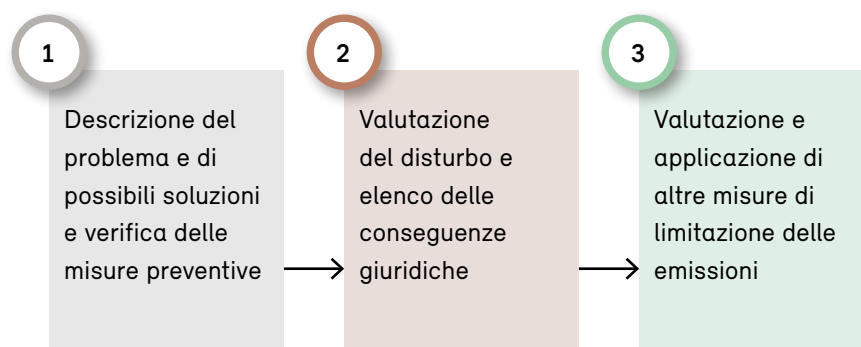 1
Descrizione del
problema e di
possibili soluzioni
e verifica delle
misure preventive
2
Valutazione
del disturbo e
elenco delle
conseguenze
giuridiche
3
Valutazione e
applicazione di
altre misure di
limitazione delle
emissioni